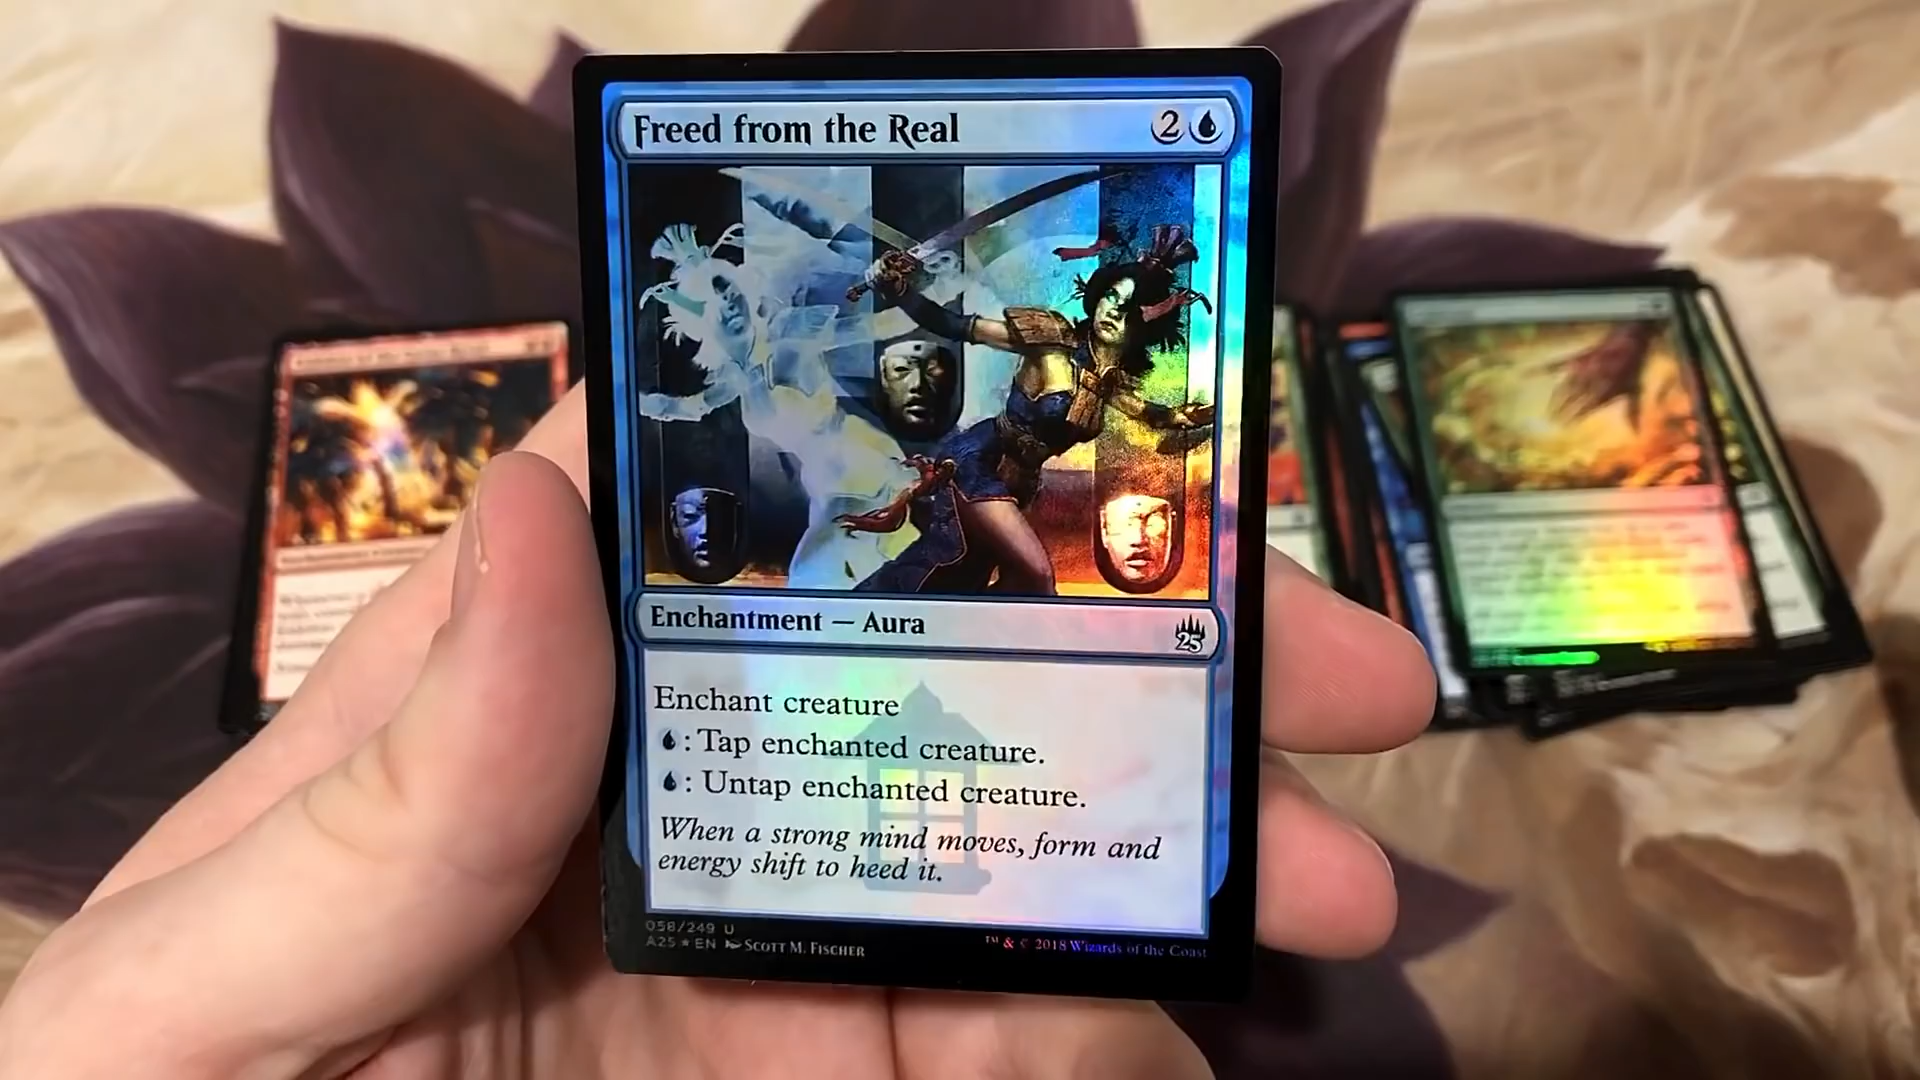 Freed from the Real
2
Enchantment — Aura
25
Enchant creature
: Tap enchanted creature.
: Untap enchanted creature.
When a strong mind moves, form and
energy shift to heed it.
058/249 U
A25 ★ EN Scott M. Fischer
™ & © 2018 Wizards of the Coast